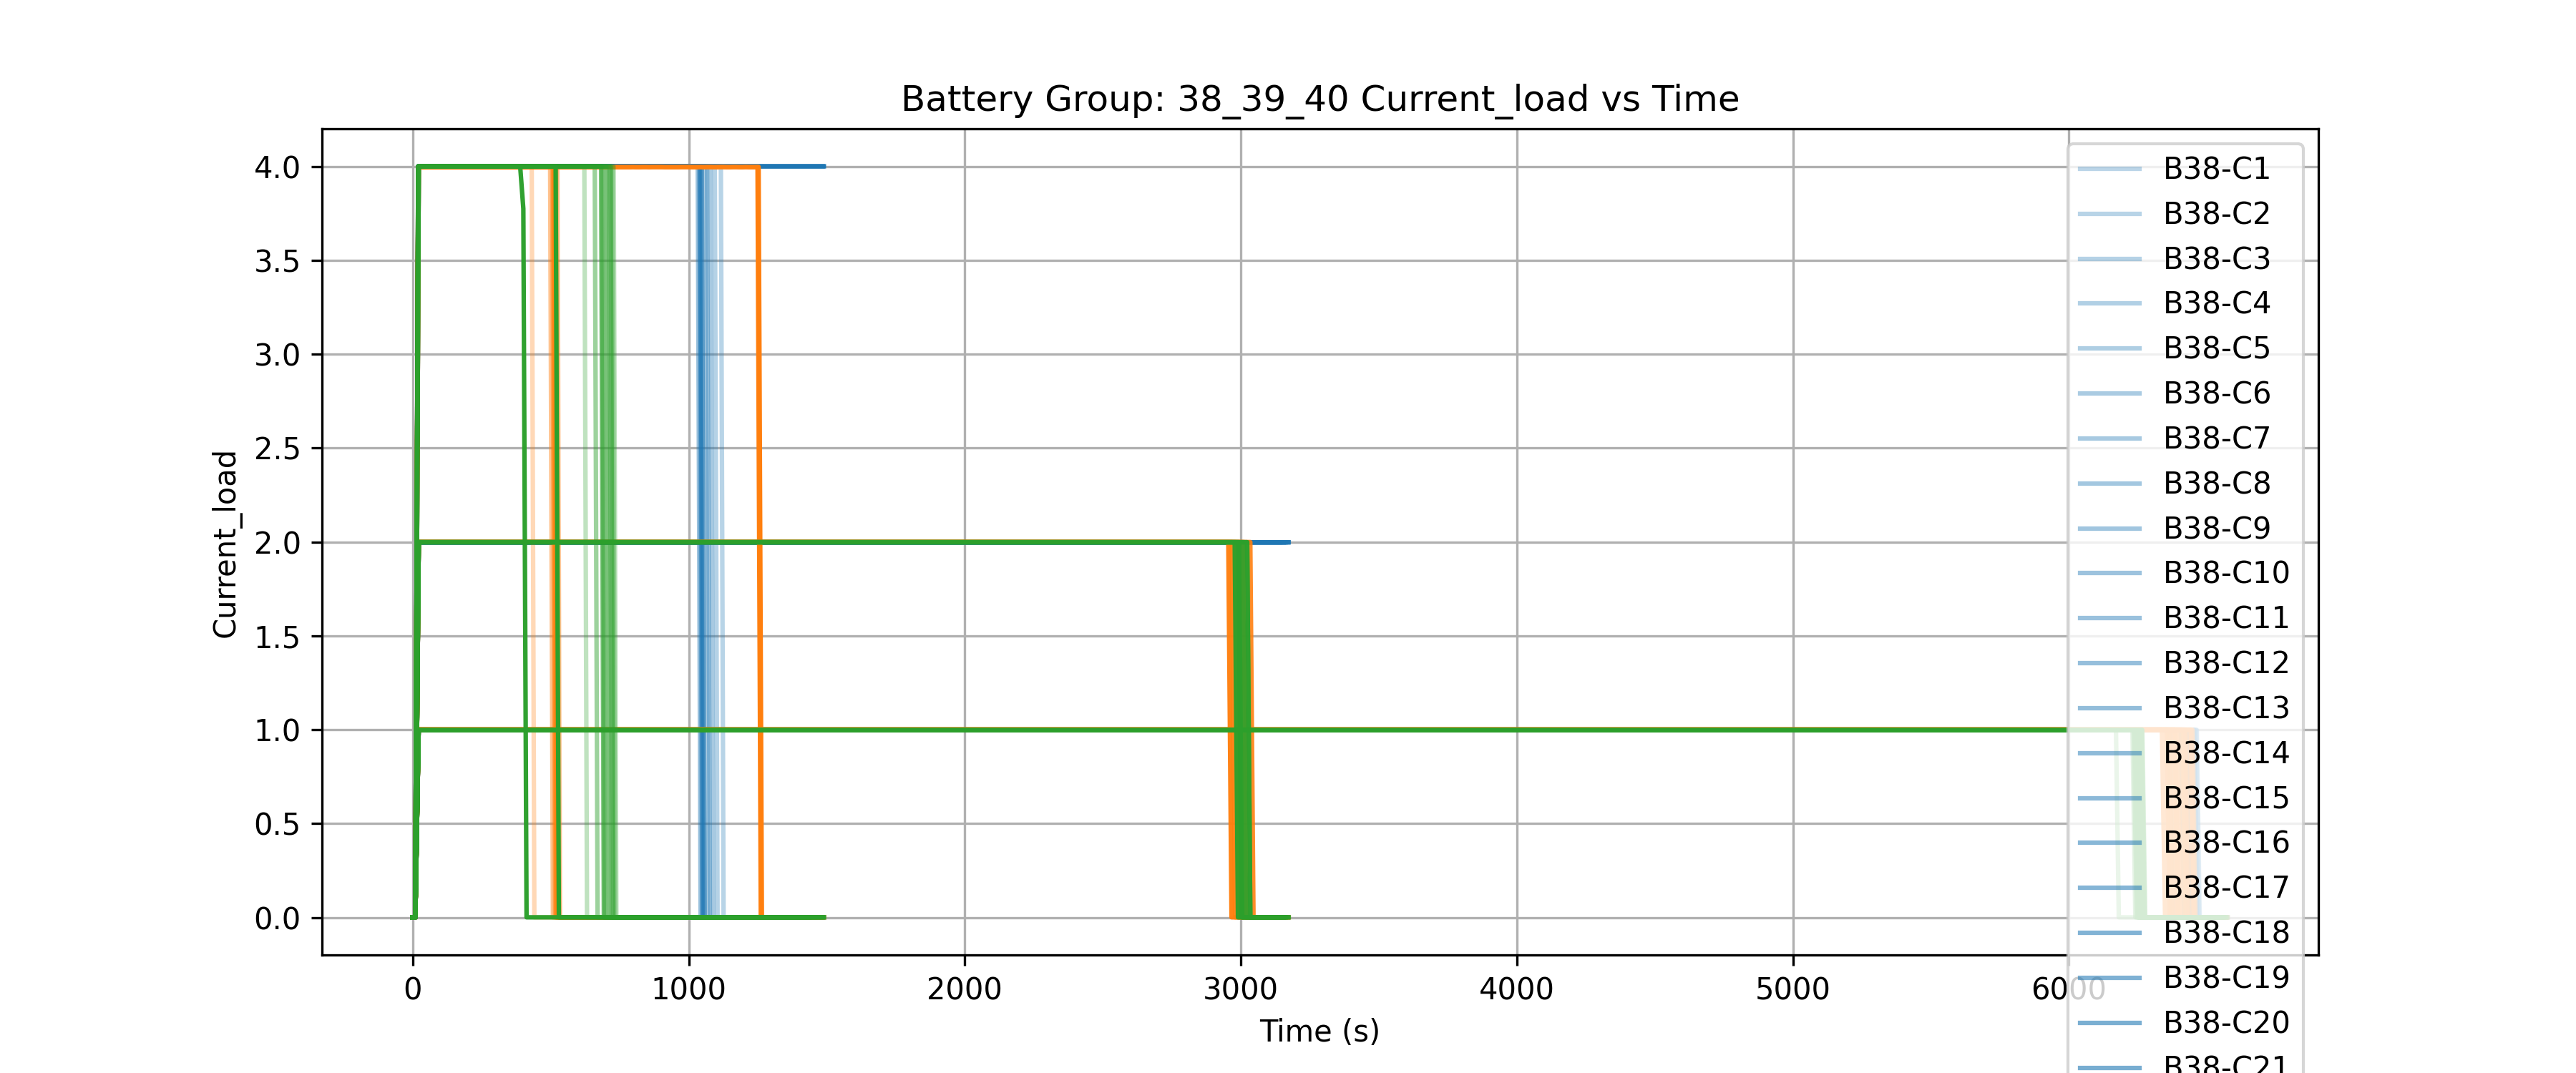 Battery Group: 38_39_40 Current_load vs Time
Current_load
4.0
3.5
3.0
2.5
2.0
1.5
1.0
0.5
0.0
0 1000 2000 3000 4000 5000 6000
Time (s)
B38-C1
B38-C2
B38-C3
B38-C4
B38-C5
B38-C6
B38-C7
B38-C8
B38-C9
B38-C10
B38-C11
B38-C12
B38-C13
B38-C14
B38-C15
B38-C16
B38-C17
B38-C18
B38-C19
B38-C20
B38-C21